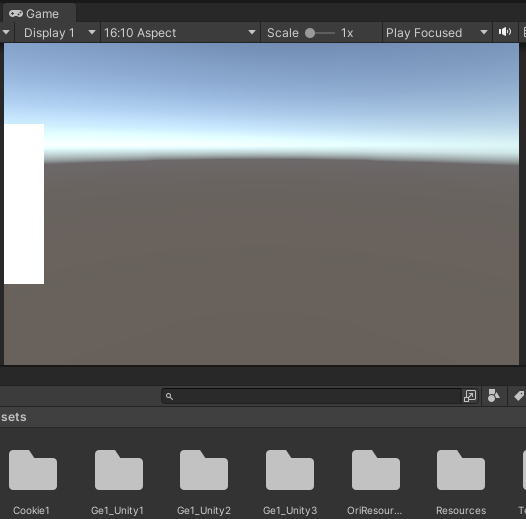 Game
Display 1 16:10 Aspect Scale 1x Play Focused
sets
Cookie1 Ge1_Unity1 Ge1_Unity2 Ge1_Unity3 OriResour... Resources